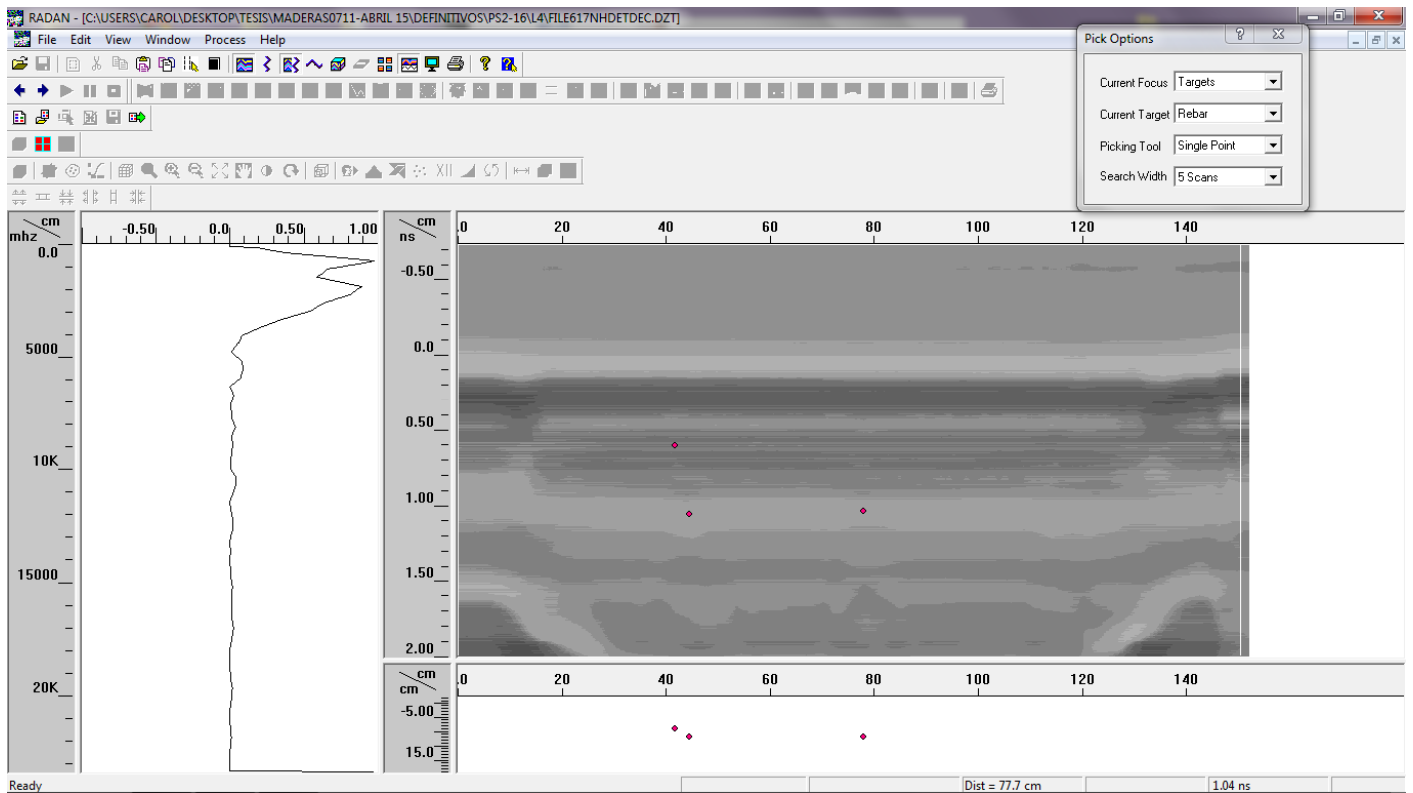 RADAN - [C:\USERS\CAROL\DESKTOP\TESIS\MADERAS0711-ABRIL 15\DEFINITIVOS\PS2-16\L4\FILE617NHDETDEC.DZT]
File Edit View Window Process Help
Pick Options
Current Focus Targets
Current Target Rebar
Picking Tool Single Point
Search Width 5 Scans
cm
mhz
-0.50 0.0 0.50 1.00
0.0
5000
10K
15000
20K
cm
ns
.0 20 40 60 80 100 120 140
-0.50
0.0
0.50
1.00
1.50
2.00
cm
cm
.0 20 40 60 80 100 120 140
-5.00
15.0
Ready
Dist = 77.7 cm
1.04 ns